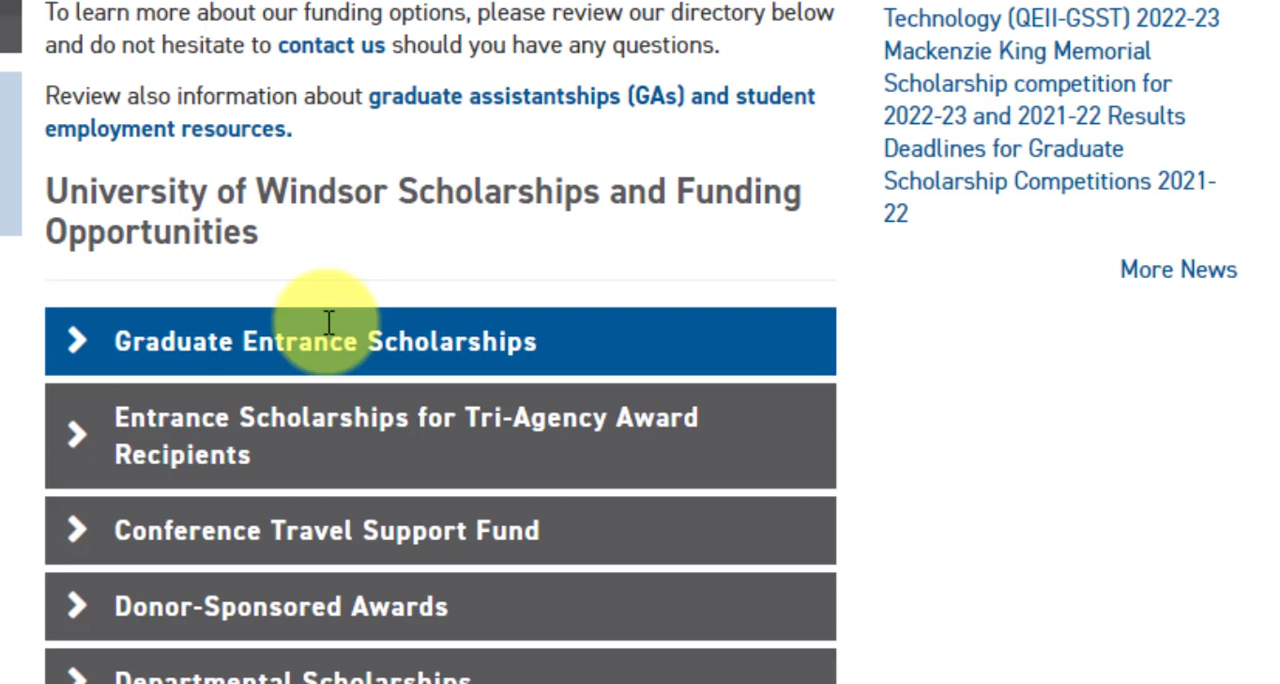 To learn more about our funding options, please review our directory below
and do not hesitate to contact us should you have any questions.
Review also information about graduate assistantships (GAs) and student
employment resources.
University of Windsor Scholarships and Funding
Opportunities
Graduate Entrance Scholarships
Entrance Scholarships for Tri-Agency Award
Recipients
Conference Travel Support Fund
Donor-Sponsored Awards
Departmental Scholarships
Technology (QEII-GSST) 2022-23
Mackenzie King Memorial
Scholarship competition for
2022-23 and 2021-22 Results
Deadlines for Graduate
Scholarship Competitions 2021-
22
More News